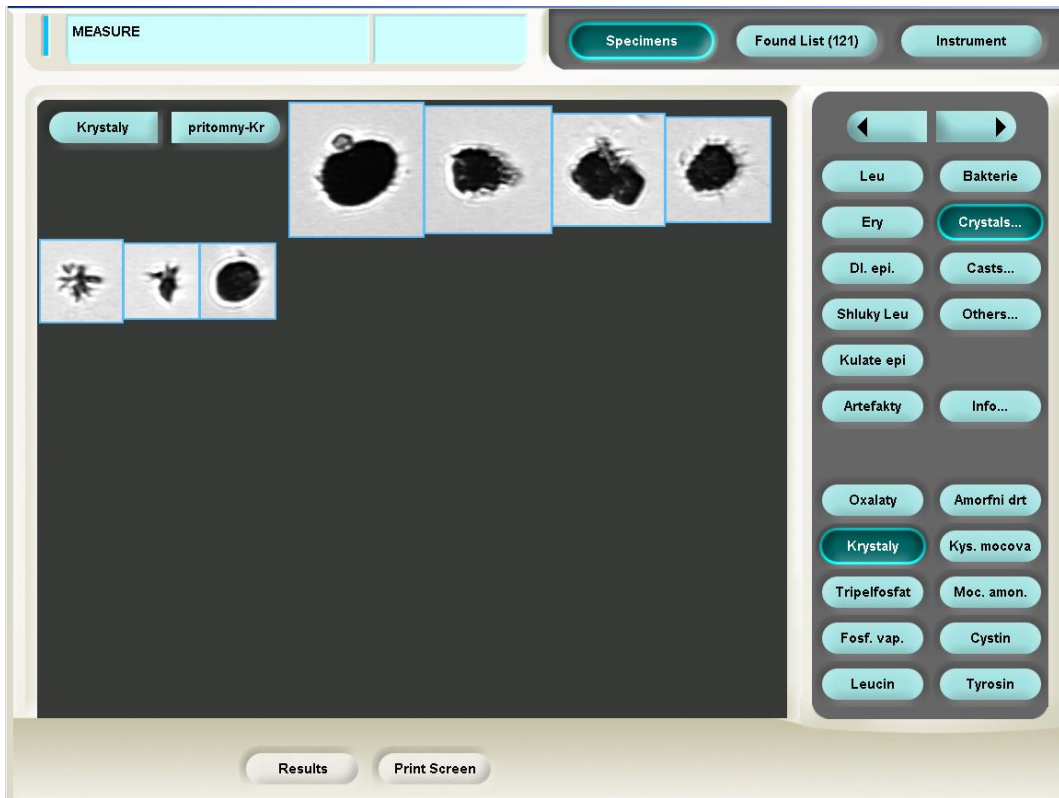 MEASURE
Specimens
Found List (121)
Instrument
Krystaly
pritomny-Kr
Leu
Bakterie
Ery
Crystals...
Dl. epi.
Casts...
Shluky Leu
Others...
Kulate epi
Artefakty
Info...
Oxalaty
Amorfni drt
Krystaly
Kys. mocova
Tripelfosfat
Moc. amon.
Fosf. vap.
Cystin
Leucin
Tyrosin
Results
Print Screen